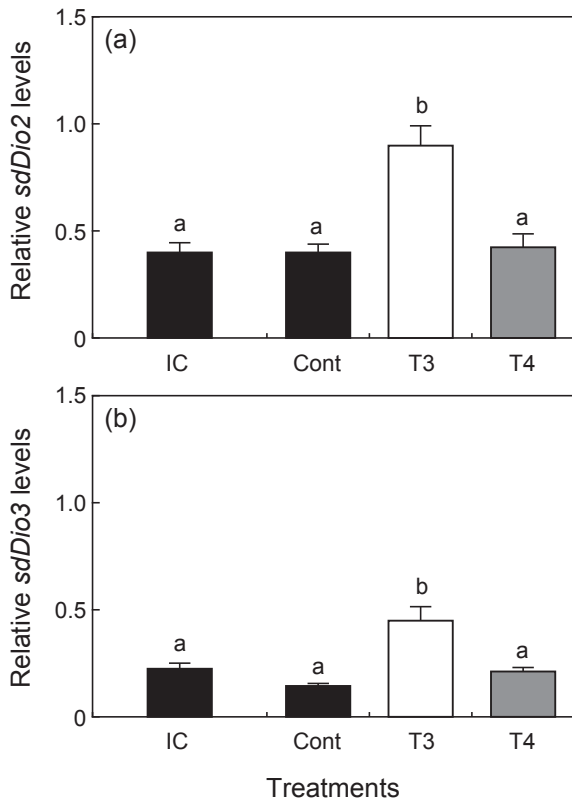 Relative sdDio2 levels
(a)
1.5
1.0
0.5
0
a
a
b
a
IC
Cont
T3
T4
Relative sdDio3 levels
(b)
1.5
1.0
0.5
0
a
a
b
a
IC
Cont
T3
T4
Treatments